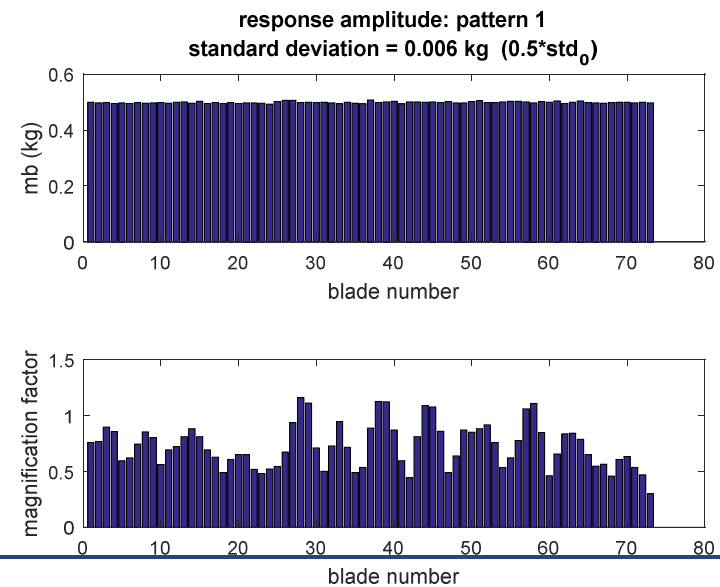 response amplitude: pattern 1
standard deviation = 0.006 kg (0.5*std0)
0.6
0.4
0.2
0
mb (kg)
0 10 20 30 40 50 60 70 80
blade number
1.5
1
0.5
0
magnification factor
0 10 20 30 40 50 60 70 80
blade number